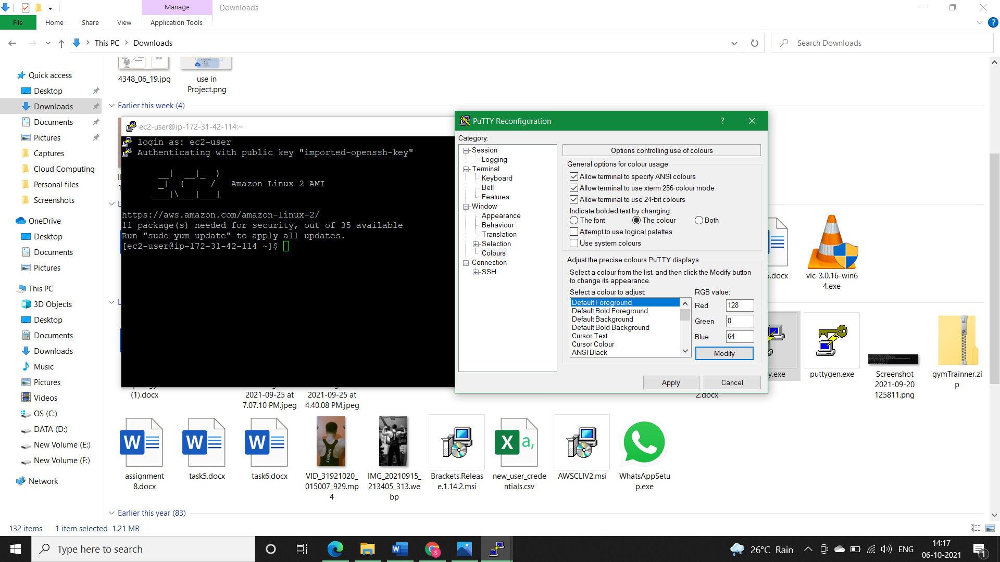 Manage
Downloads
File
Home
Share
View
Application Tools
This PC
Downloads
Search Downloads
Quick access
Desktop
Downloads
Documents
Pictures
Captures
Cloud Computing
Personal files
Screenshots
OneDrive
Desktop
Documents
Pictures
This PC
3D Objects
Desktop
Documents
Downloads
Music
Pictures
Videos
OS (C:)
DATA (D:)
New Volume (E:)
New Volume (F:)
Network
4348_06_19.jpg
use in
Project.png
Earlier this week (4)
ec2-user@ip-172-31-42-114:~
login as: ec2-user
Authenticating with public key "imported-openssh-key"
__| __|_ )
_| ( / Amazon Linux 2 AMI
___|\___|___|
https://aws.amazon.com/amazon-linux-2/
11 package(s) needed for security, out of 35 available
Run "sudo yum update" to apply all updates.
[ec2-user@ip-172-31-42-114 ~]$
PuTTY Reconfiguration
?
Category:
Session
Logging
Terminal
Keyboard
Bell
Features
Window
Appearance
Behaviour
Translation
Selection
Colours
Connection
SSH
Options controlling use of colours
General options for colour usage
Allow terminal to specify ANSI colours
Allow terminal to use xterm 256-colour mode
Allow terminal to use 24-bit colours
Indicate bolded text by changing:
The font
The colour
Both
Attempt to use logical palettes
Use system colours
Adjust the precise colours PuTTY displays
Select a colour from the list, and then click the Modify button
to change its appearance.
Select a colour to adjust:
RGB value:
Default Foreground
Default Bold Foreground
Default Background
Default Bold Background
Cursor Text
Cursor Colour
ANSI Black
Red 128
Green 0
Blue 64
Modify
Apply
Cancel
.docx
vlc-3.0.16-win6
4.exe
y.exe
puttygen.exe
Screenshot
2021-09-20
125811.png
gymTrainner.zi
p
(1).docx
2021-09-25 at
7.07.10 PM.jpeg
2021-09-25 at
4.40.08 PM.jpeg
2.docx
assignment
8.docx
task5.docx
task6.docx
VID_31921020_
015007_929.mp
4
IMG_20210915_
213405_313.we
bp
Brackets.Releas
e.1.14.2.msi
new_user_crede
ntials.csv
AWSCLIV2.msi
WhatsAppSetu
p.exe
Earlier this year (83)
132 items
1 item selected 1.21 MB
Type here to search
26°C Rain
ENG
14:17
06-10-2021
1